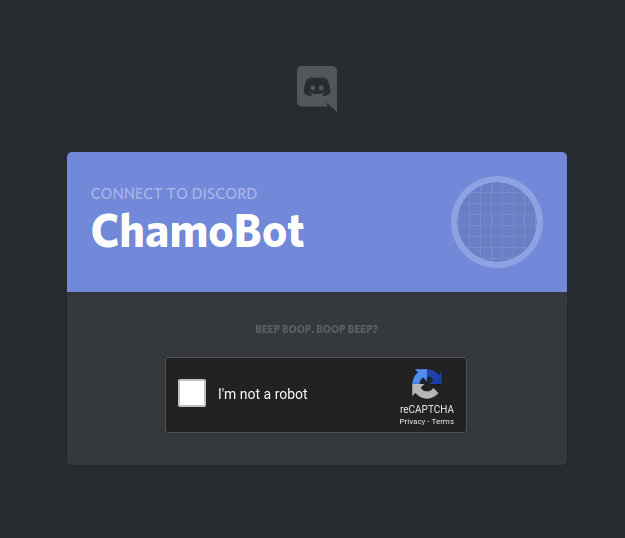 CONNECT TO DISCORD
ChamoBot
BEEP BOOP. BOOP BEEP?
I'm not a robot
reCAPTCHA
Privacy - Terms